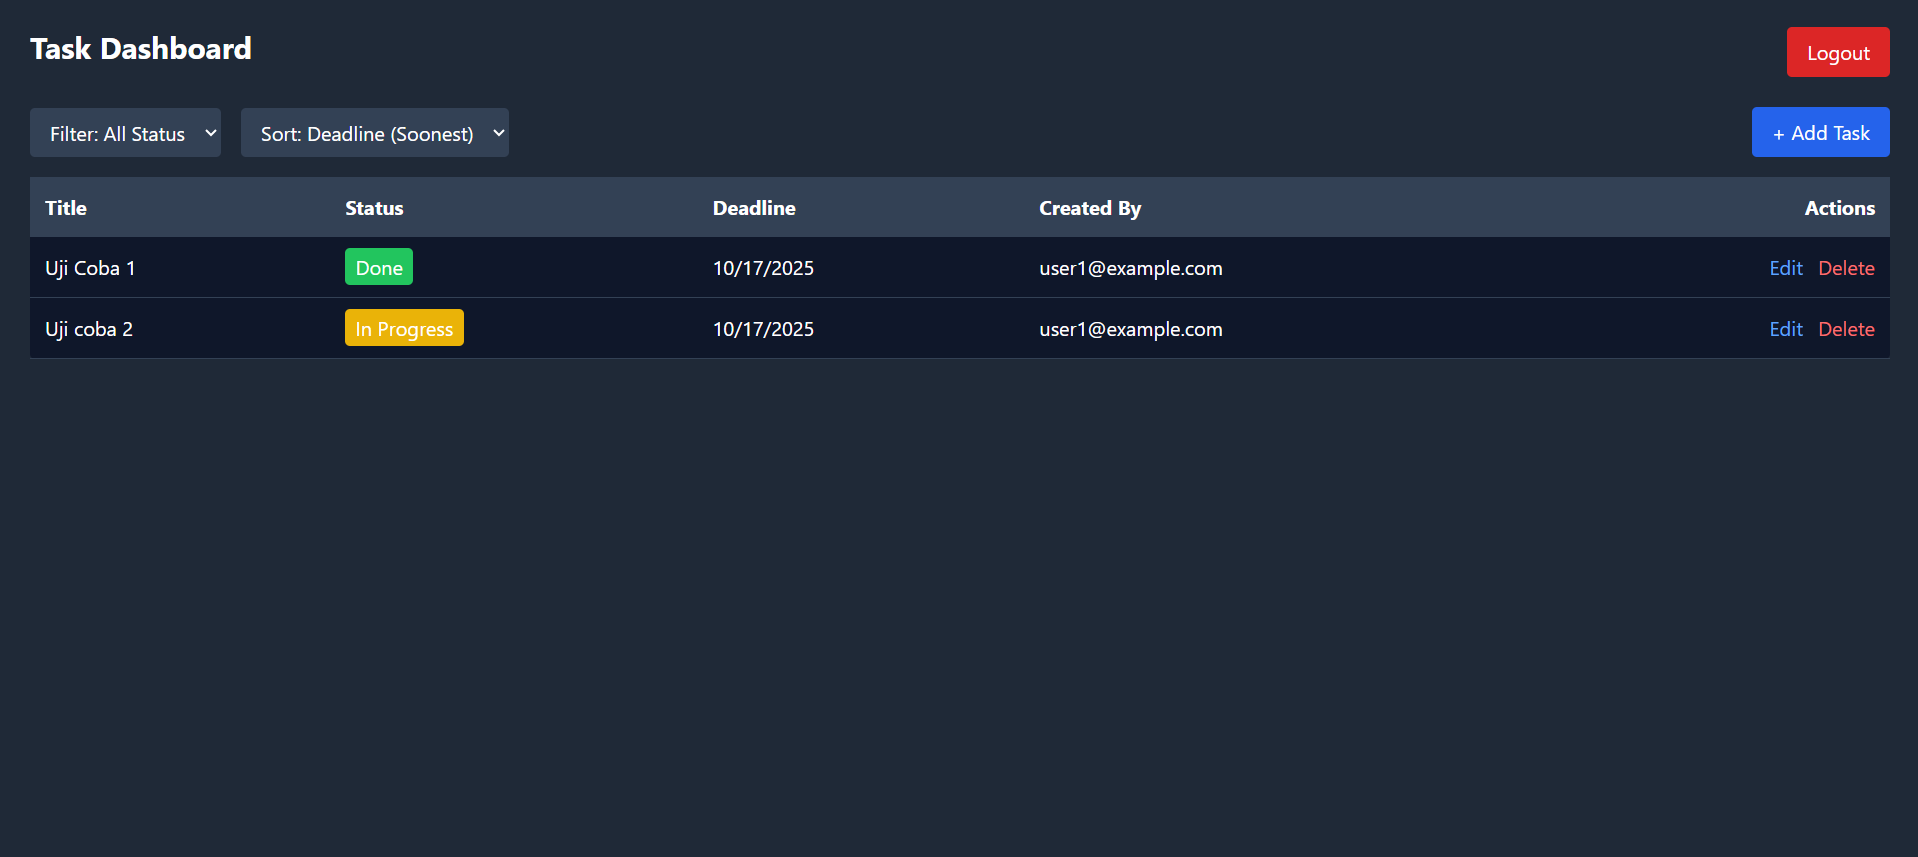 Task Dashboard
Logout
Filter: All Status
Sort: Deadline (Soonest)
+ Add Task
Title Status Deadline Created By Actions
Uji Coba 1 Done 10/17/2025 user1@example.com Edit Delete
Uji coba 2 In Progress 10/17/2025 user1@example.com Edit Delete